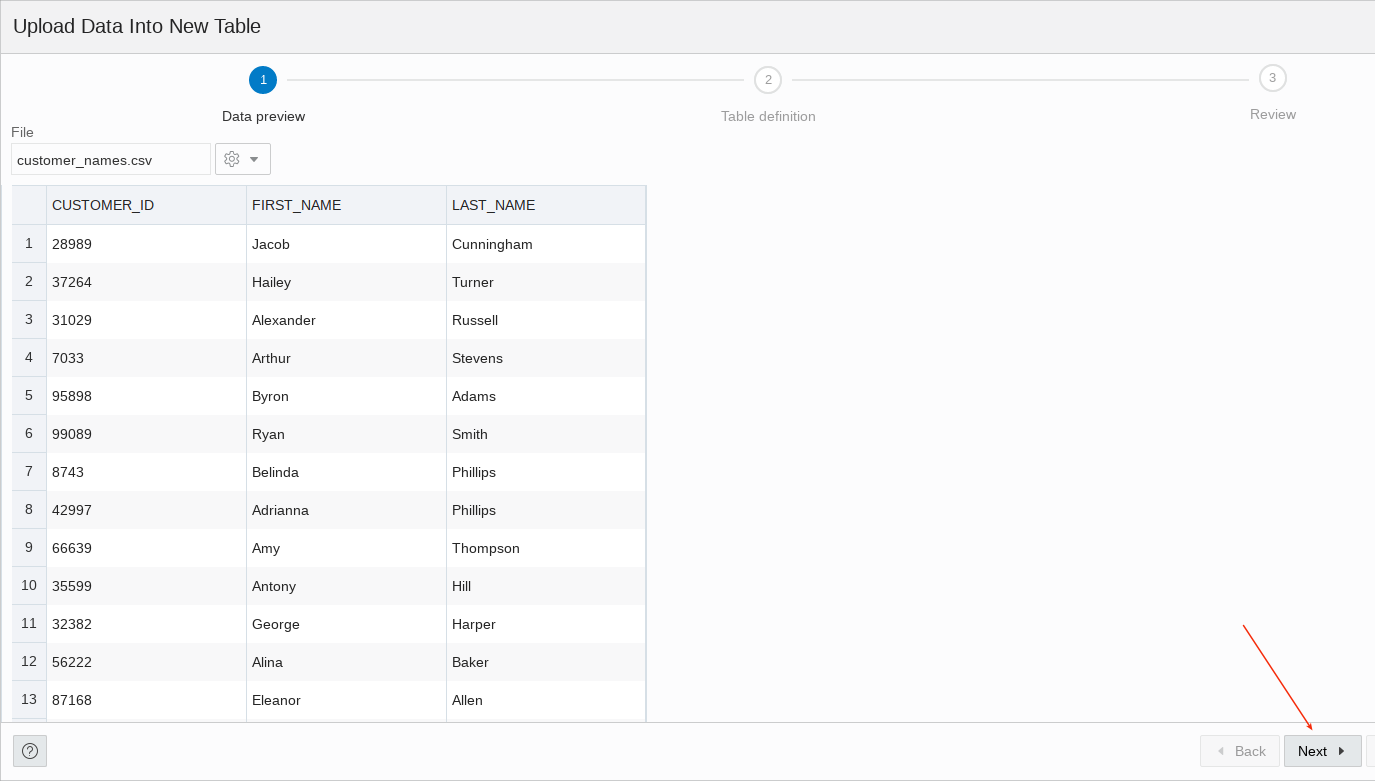 Upload Data Into New Table
1 2 3
Data preview Table definition Review
File
customer_names.csv
CUSTOMER_ID FIRST_NAME LAST_NAME
1 28989 Jacob Cunningham
2 37264 Hailey Turner
3 31029 Alexander Russell
4 7033 Arthur Stevens
5 95898 Byron Adams
6 99089 Ryan Smith
7 8743 Belinda Phillips
8 42997 Adrianna Phillips
9 66639 Amy Thompson
10 35599 Antony Hill
11 32382 George Harper
12 56222 Alina Baker
13 87168 Eleanor Allen
? Back Next